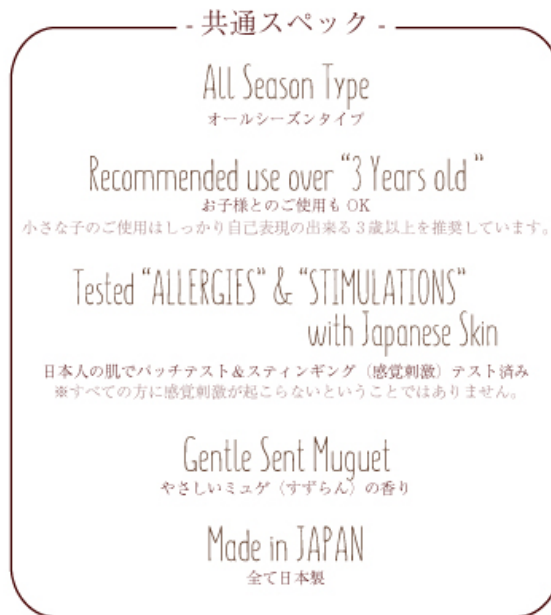 - 共通スペック -
All Season Type
オールシーズンタイプ
Recommended use over “3 Years old ”
お子様とのご使用も OK
小さな子のご使用はしっかり自己表現の出来る３歳以上を推奨しています。
Tested “ALLERGIES” & “STIMULATIONS”
with Japanese Skin
日本人の肌でパッチテスト＆スティンギング（感覚刺激）テスト済み
※すべての方に感覚刺激が起こらないということではありません。
Gentle Sent Muguet
やさしいミュゲ（すずらん）の香り
Made in JAPAN
全て日本製